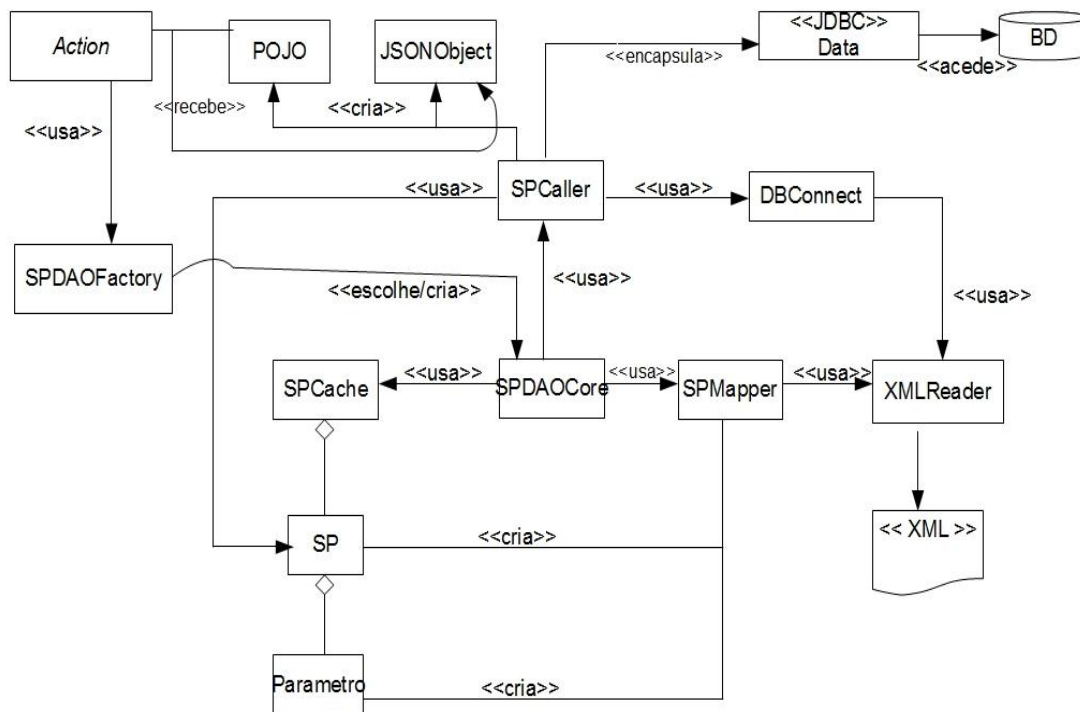 Action
POJO
JSONObject
<<JDBC>>
Data
BD
<<encapsula>>
<<acede>>
<<recebe>>
<<cria>>
<<usa>>
<<usa>>
SPCaller
<<usa>>
DBConnect
SPDAOFactory
<<escolhe/cria>>
<<usa>>
<<usa>>
SPCache
<<usa>>
SPDAOCore
<<usa>>
SPMapper
<<usa>>
XMLReader
SP
<<cria>>
<< XML >>
Parametro
<<cria>>